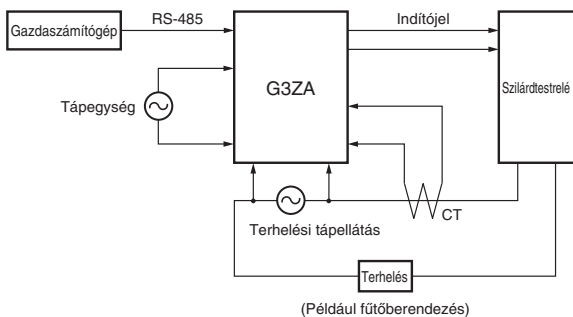 Gazdaszámítógép
RS-485
Indítójel
G3ZA
Szilárdtestrelé
Tápegység
CT
Terhelési tápellátás
Terhelés
(Például fűtőberendezés)